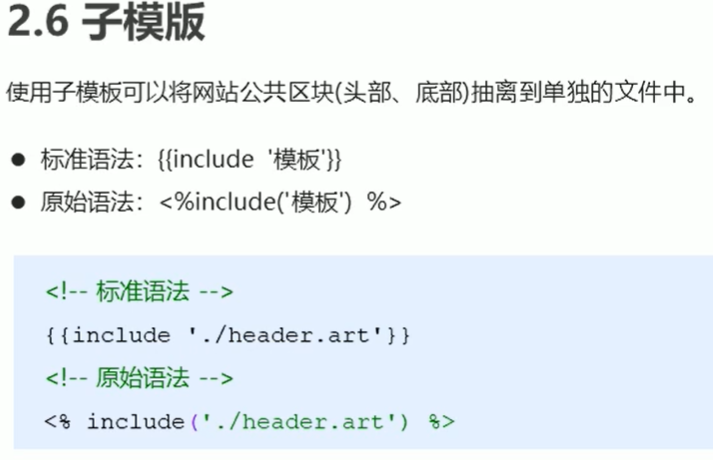 2.6 子模版
使用子模板可以将网站公共区块(头部、底部)抽离到单独的文件中。
● 标准语法：{{include '模板'}}
● 原始语法：<%include('模板') %>
<!-- 标准语法 -->
{{include './header.art'}}
<!-- 原始语法 -->
<% include('./header.art') %>